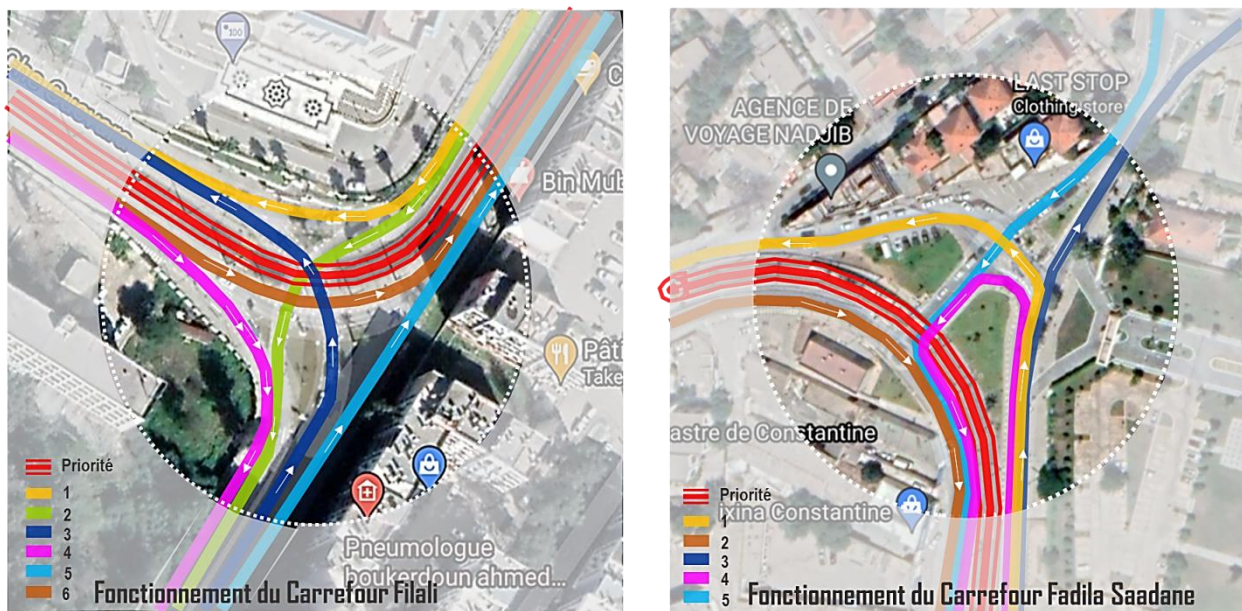 Bin Mub
Pâti
Take
Priorité
1
2
3
4
5
6
Pneumologue
boukerdoun ahmed...
Fonctionnement du Carrefour Filali
LAST STOP
Clothing store
AGENCE DE
VOYAGE NADJIB
astre de Constantine
ixina Constantine
Priorité
1
2
3
4
5
Fonctionnement du Carrefour Fadila Saadane